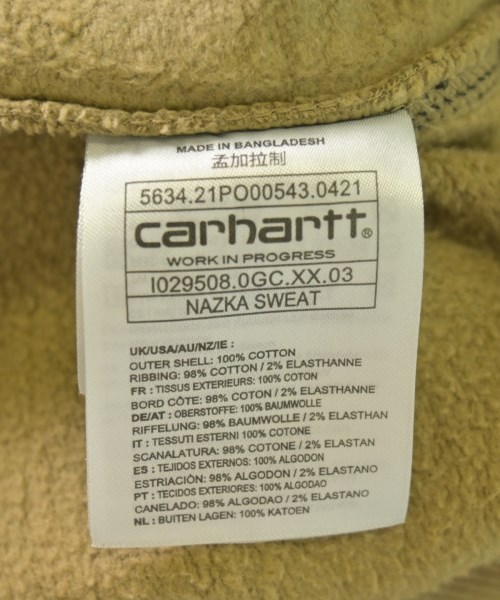 MADE IN BANGLADESH
孟加拉制
5634.21PO00543.0421
carhartt®
WORK IN PROGRESS
I029508.0GC.XX.03
NAZKA SWEAT
UK/USA/AU/NZ/IE :
OUTER SHELL: 100% COTTON
RIBBING: 98% COTTON / 2% ELASTHANNE
FR : TISSUS EXTERIEURS: 100% COTON
BORD CÔTE: 98% COTON / 2% ELASTHANNE
DE/AT : OBERSTOFFE: 100% BAUMWOLLE
RIFFELUNG: 98% BAUMWOLLE / 2% ELASTHAN
IT : TESSUTI ESTERNI 100% COTONE
SCANALATURA: 98% COTONE / 2% ELASTAN
ES : TEJIDOS EXTERNOS: 100% ALGODON
ESTRIACIÓN: 98% ALGODON / 2% ELASTANO
PT : TECIDOS EXTERIORES: 100% ALGODAO
CANELADO: 98% ALGODAO / 2% ELASTANO
NL : BUITEN LAGEN: 100% KATOEN